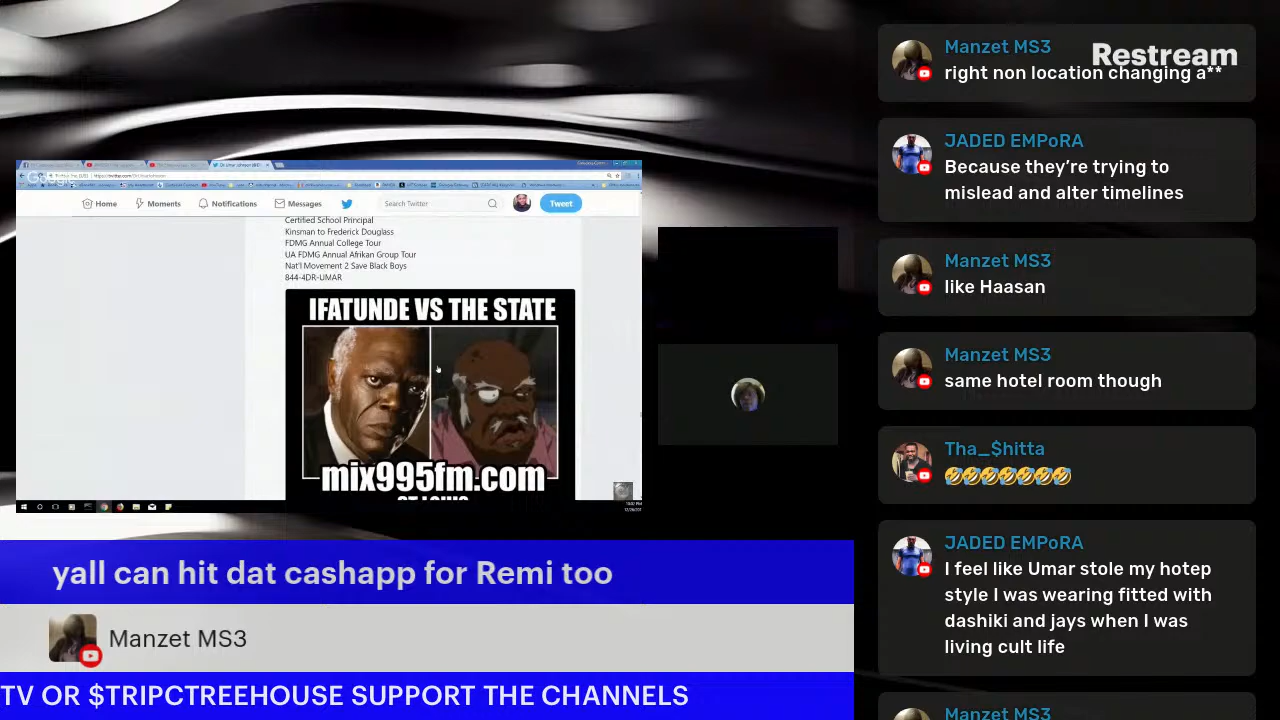 Home
Moments
Notifications
Messages
Search Twitter
Tweet
Certified School Principal
Kinsman to Frederick Douglass
FDMG Annual College Tour
UA FDMG Annual Afrikan Group Tour
Nat'l Movement 2 Save Black Boys
844-4DR-UMAR
IFATUNDE VS THE STATE
mix995fm.com
yall can hit dat cashapp for Remi too
Manzet MS3
TV OR $TRIPCTREEHOUSE SUPPORT THE CHANNELS
Restream
Manzet MS3
right non location changing a**
JADED EMPoRA
Because they’re trying to
mislead and alter timelines
Manzet MS3
like Haasan
Manzet MS3
same hotel room though
Tha_$hitta
🤣🤣🤣🤣🤣🤣🤣
JADED EMPoRA
I feel like Umar stole my hotep
style I was wearing fitted with
dashiki and jays when I was
living cult life
Manzet MS3